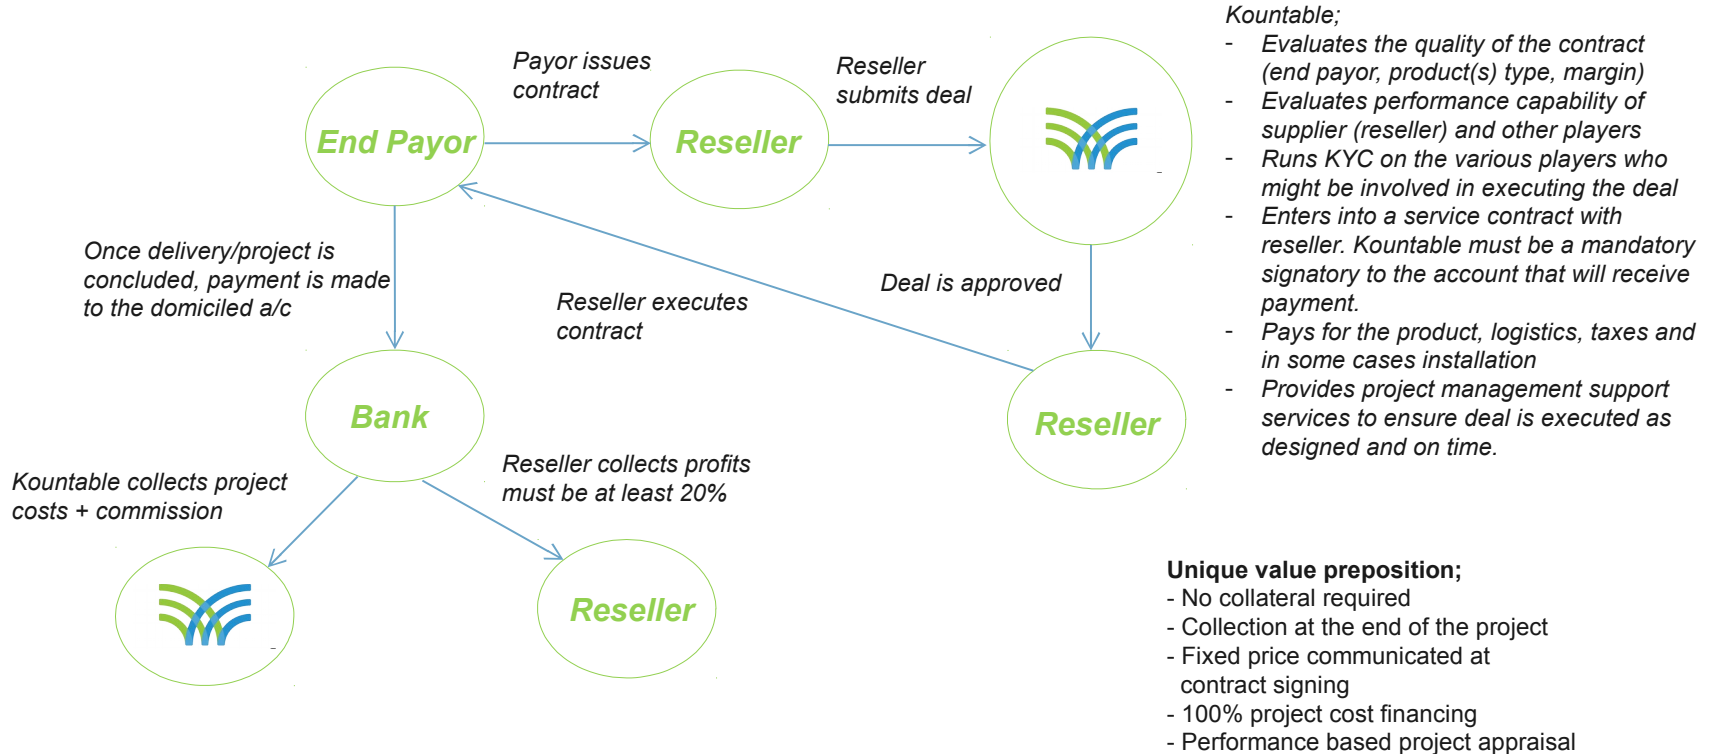 Payor issues
contract
Reseller
submits deal
End Payor
Reseller
Once delivery/project is
concluded, payment is made
to the domiciled a/c
Reseller executes
contract
Deal is approved
Bank
Reseller
Kountable collects project
costs + commission
Reseller collects profits
must be at least 20%
Reseller
Kountable;
- Evaluates the quality of the contract
(end payor, product(s) type, margin)
- Evaluates performance capability of
supplier (reseller) and other players
- Runs KYC on the various players who
might be involved in executing the deal
- Enters into a service contract with
reseller. Kountable must be a mandatory
signatory to the account that will receive
payment.
- Pays for the product, logistics, taxes and
in some cases installation
- Provides project management support
services to ensure deal is executed as
designed and on time.
Unique value preposition;
- No collateral required
- Collection at the end of the project
- Fixed price communicated at
contract signing
- 100% project cost financing
- Performance based project appraisal